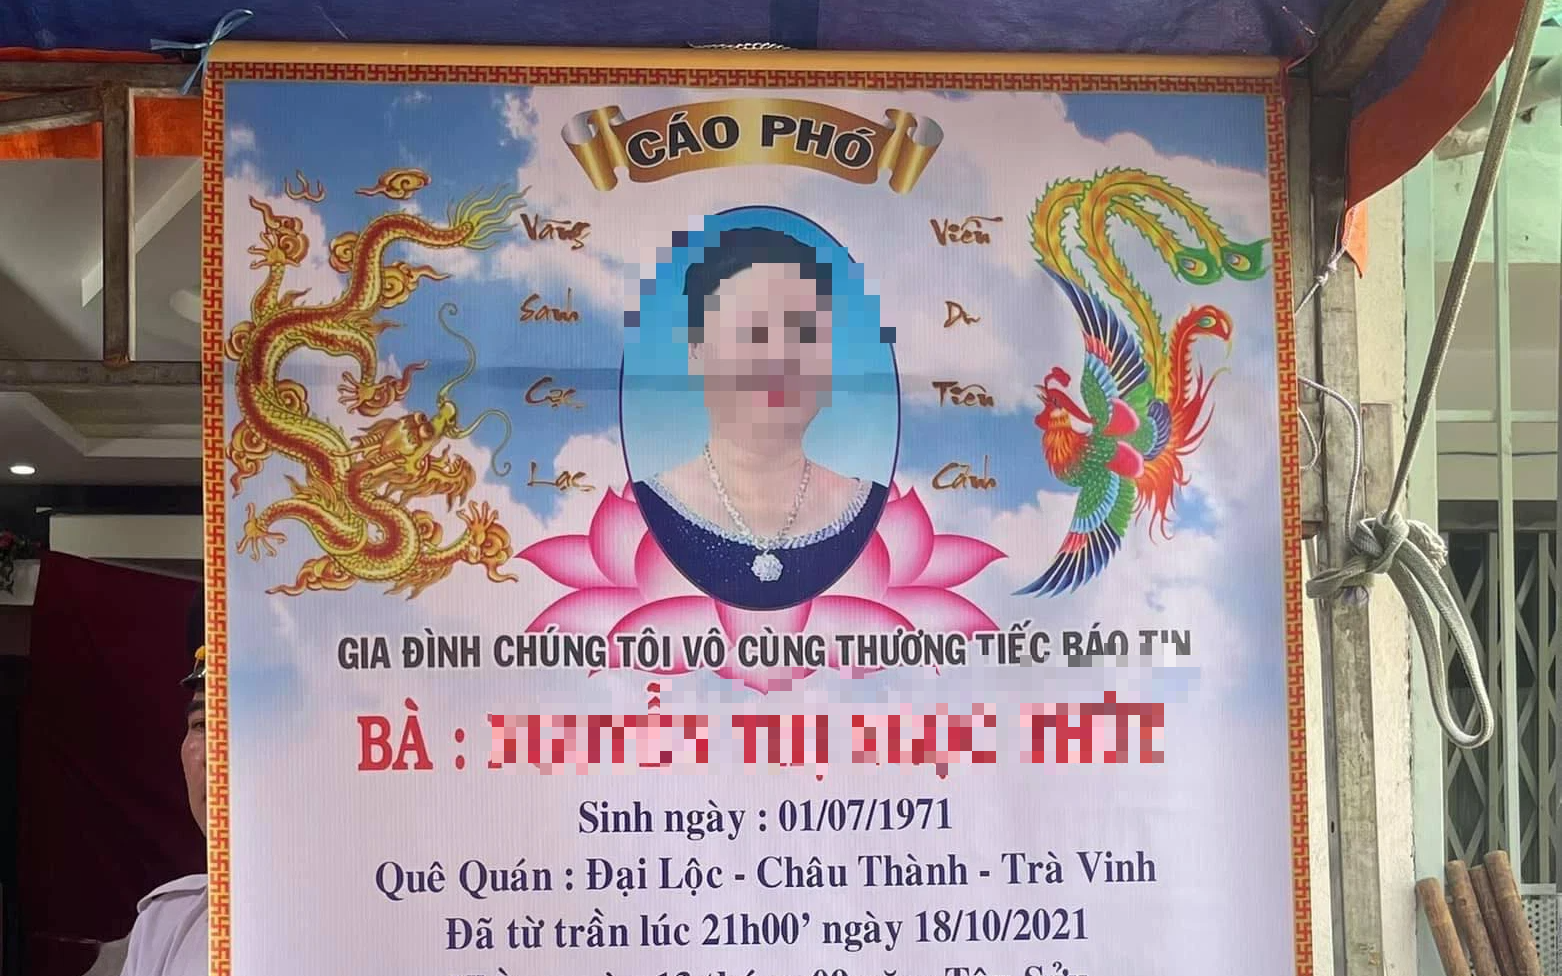 CÁO PHÓ
Vãng
Sanh
Cực
Lạc
Viễn
Du
Tiên
Cảnh
GIA ĐÌNH CHÚNG TÔI VÔ CÙNG THƯƠNG TIẾC BÁO TIN
BÀ :
Sinh ngày : 01/07/1971
Quê Quán : Đại Lộc - Châu Thành - Trà Vinh
Đã từ trần lúc 21h00’ ngày 18/10/2021